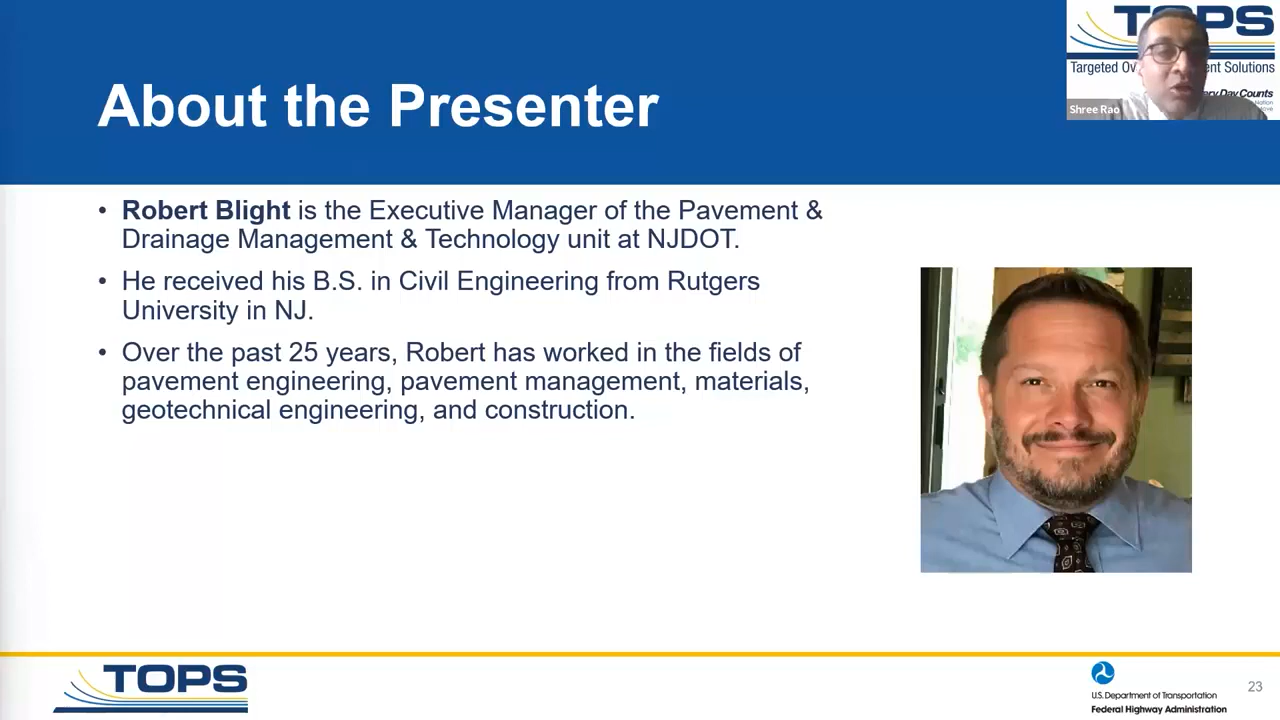 About the Presenter
TOPS
Targeted Ov ent Solutions
ery Day Counts
Shree Rao
• Robert Blight is the Executive Manager of the Pavement &
Drainage Management & Technology unit at NJDOT.
• He received his B.S. in Civil Engineering from Rutgers
University in NJ.
• Over the past 25 years, Robert has worked in the fields of
pavement engineering, pavement management, materials,
geotechnical engineering, and construction.
TOPS
U.S. Department of Transportation
Federal Highway Administration
23